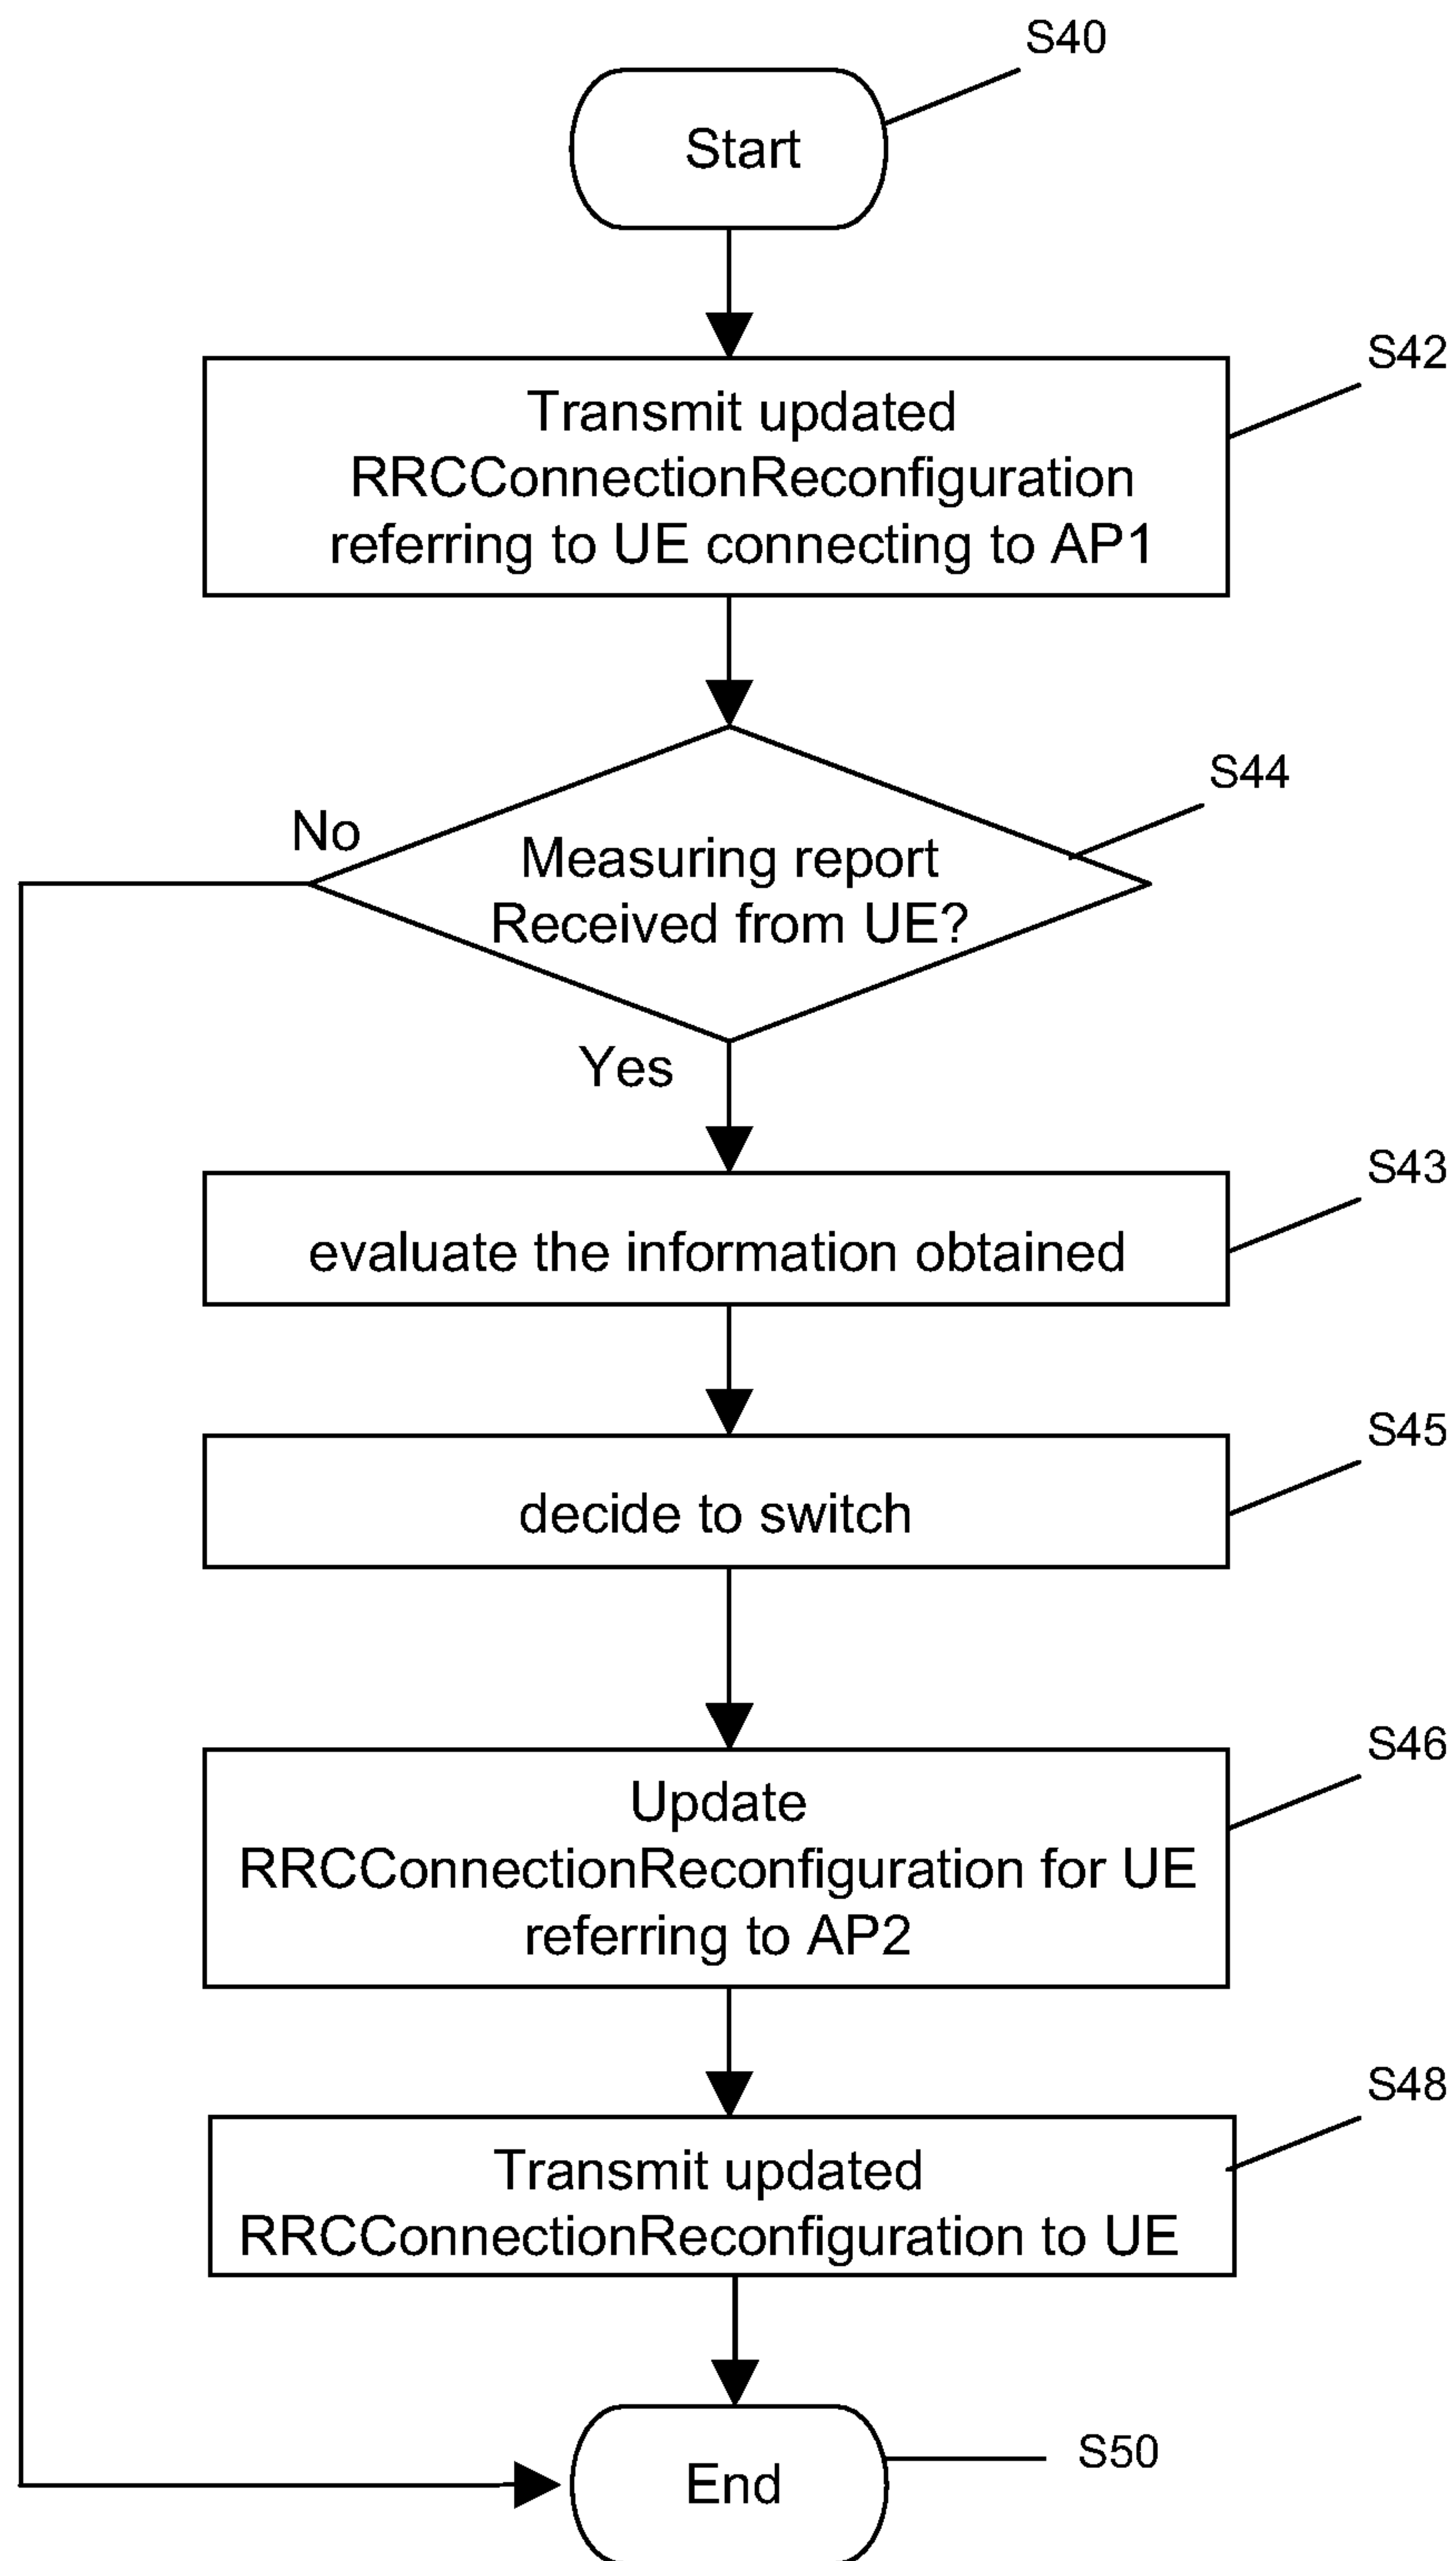 S40
Start
S42
Transmit updated
RRCConnectionReconfiguration
referring to UE connecting to AP1
S44
No
Measuring report
Received from UE?
Yes
S43
evaluate the information obtained
S45
decide to switch
S46
Update
RRCConnectionReconfiguration for UE
referring to AP2
S48
Transmit updated
RRCConnectionReconfiguration to UE
S50
End